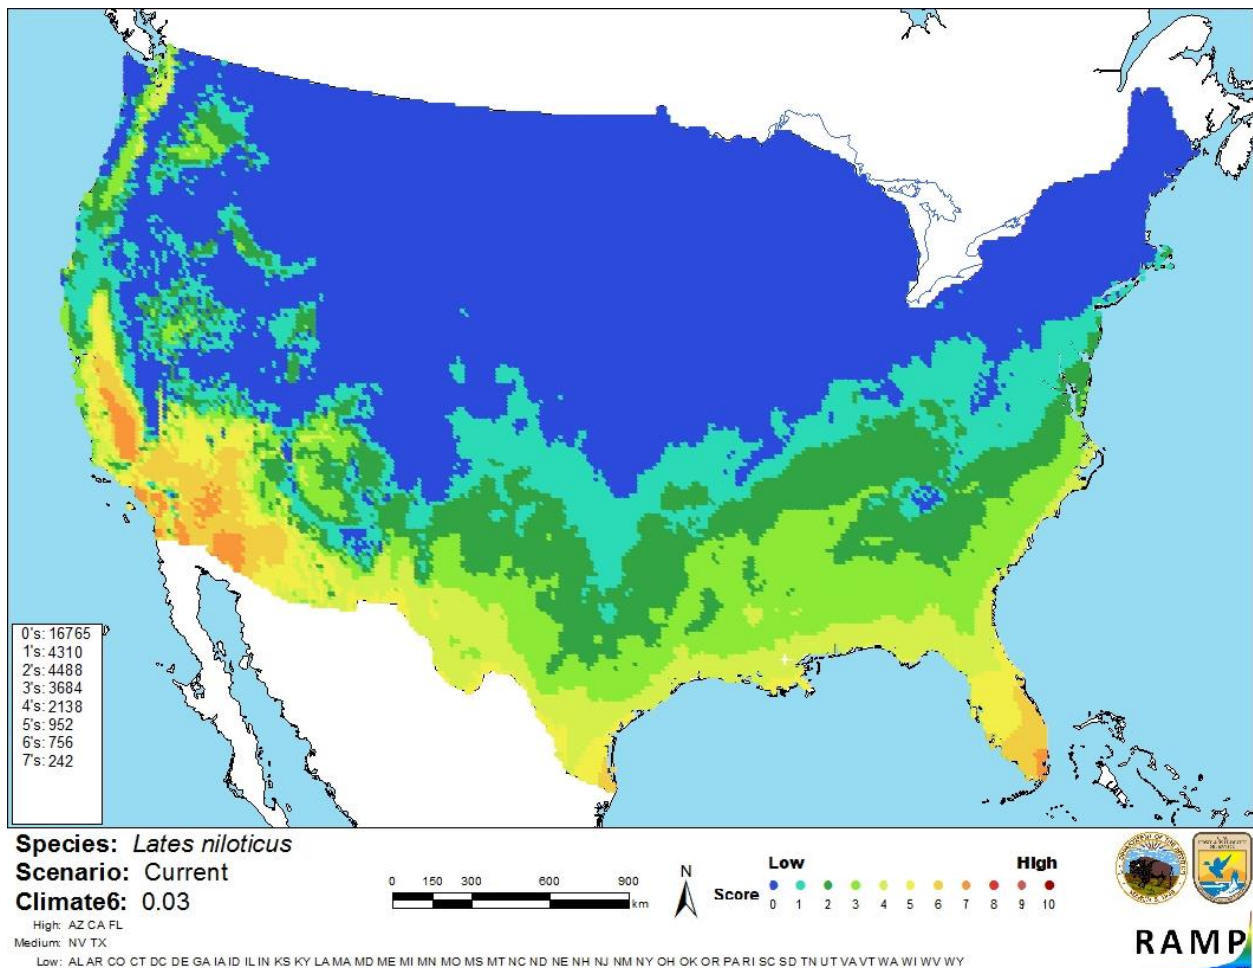 0's: 16765
1's: 4310
2's: 4488
3's: 3684
4's: 2138
5's: 952
6's: 756
7's: 242
Species: Lates niloticus
Scenario: Current
Climate6: 0.03
High: AZ CA FL
Medium: NV TX
Low: AL AR CO CT DC DE GA IA ID IL IN KS KY LA MA MD ME MI MN MO MS MT NC ND NE NH NJ NM NY OH OK OR PA RI SC SD TN UT VA VT WA WI WV WY
0 150 300 600 900
km
N
Low High
Score 0 1 2 3 4 5 6 7 8 9 10
RAMP